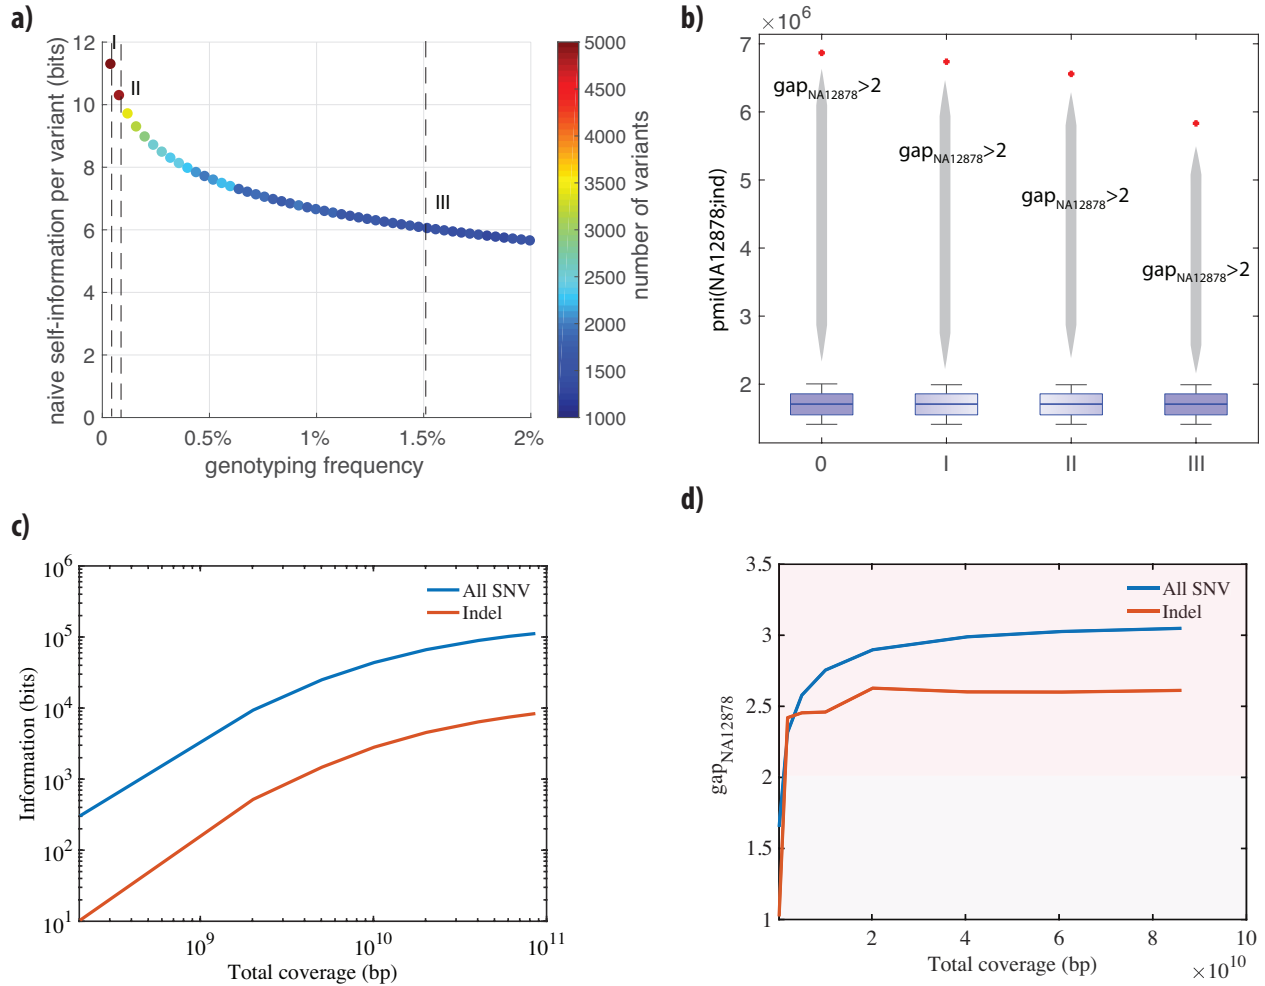 a)
naive self-information per variant (bits)
12
10
8
6
4
2
0
I
II
III
0
0.5%
1%
1.5%
2%
genotyping frequency
5000
4500
4000
3500
3000
2500
2000
1500
1000
number of variants
b)
×10^6
pmi(NA12878;ind)
7
6
5
4
3
2
gap_NA12878>2
gap_NA12878>2
gap_NA12878>2
gap_NA12878>2
0
I
II
III
c)
Information (bits)
10^6
10^5
10^4
10^3
10^2
10^1
All SNV
Indel
10^9
10^10
10^11
Total coverage (bp)
d)
gap_NA12878
3.5
3
2.5
2
1.5
1
All SNV
Indel
2
4
6
8
10
Total coverage (bp)
×10^10